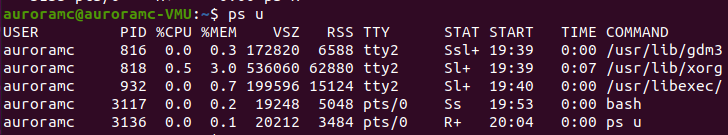 auroramc@auroramc-VMU:~$ ps u
USER         PID %CPU %MEM    VSZ   RSS TTY      STAT START   TIME COMMAND
auroramc     816  0.0  0.3 172820  6588 tty2     Ssl+ 19:39   0:00 /usr/lib/gdm3
auroramc     818  0.5  3.0 536060 62880 tty2     Sl+  19:39   0:07 /usr/lib/xorg
auroramc     932  0.0  0.7 199596 15124 tty2     Sl+  19:40   0:00 /usr/libexec/
auroramc    3117  0.0  0.2  19248  5048 pts/0    Ss   19:53   0:00 bash
auroramc    3136  0.0  0.1  20212  3484 pts/0    R+   20:04   0:00 ps u